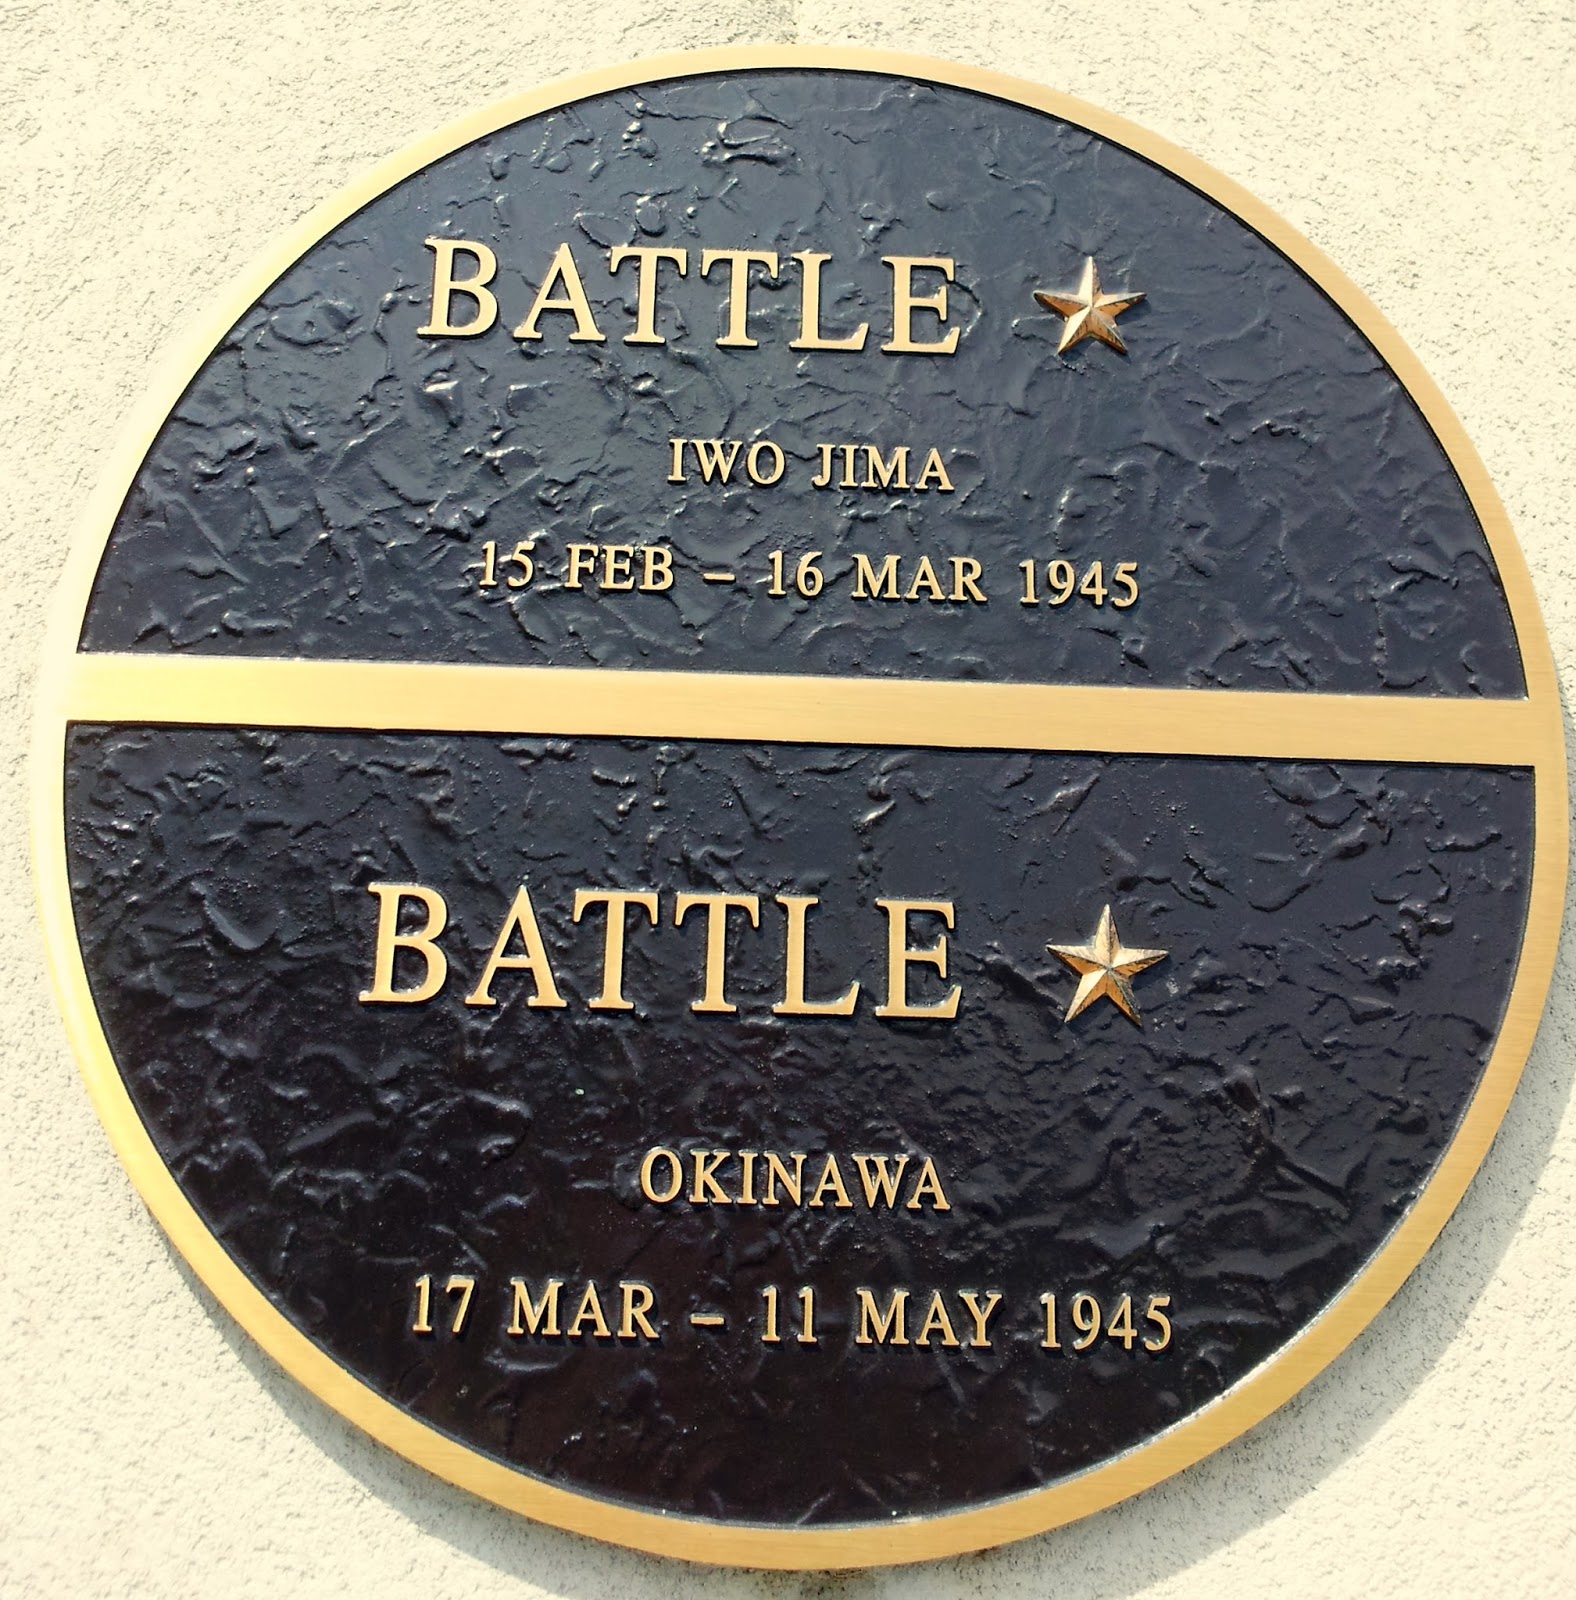 BATTLE
IWO JIMA
15 FEB – 16 MAR 1945
BATTLE
OKINAWA
17 MAR – 11 MAY 1945